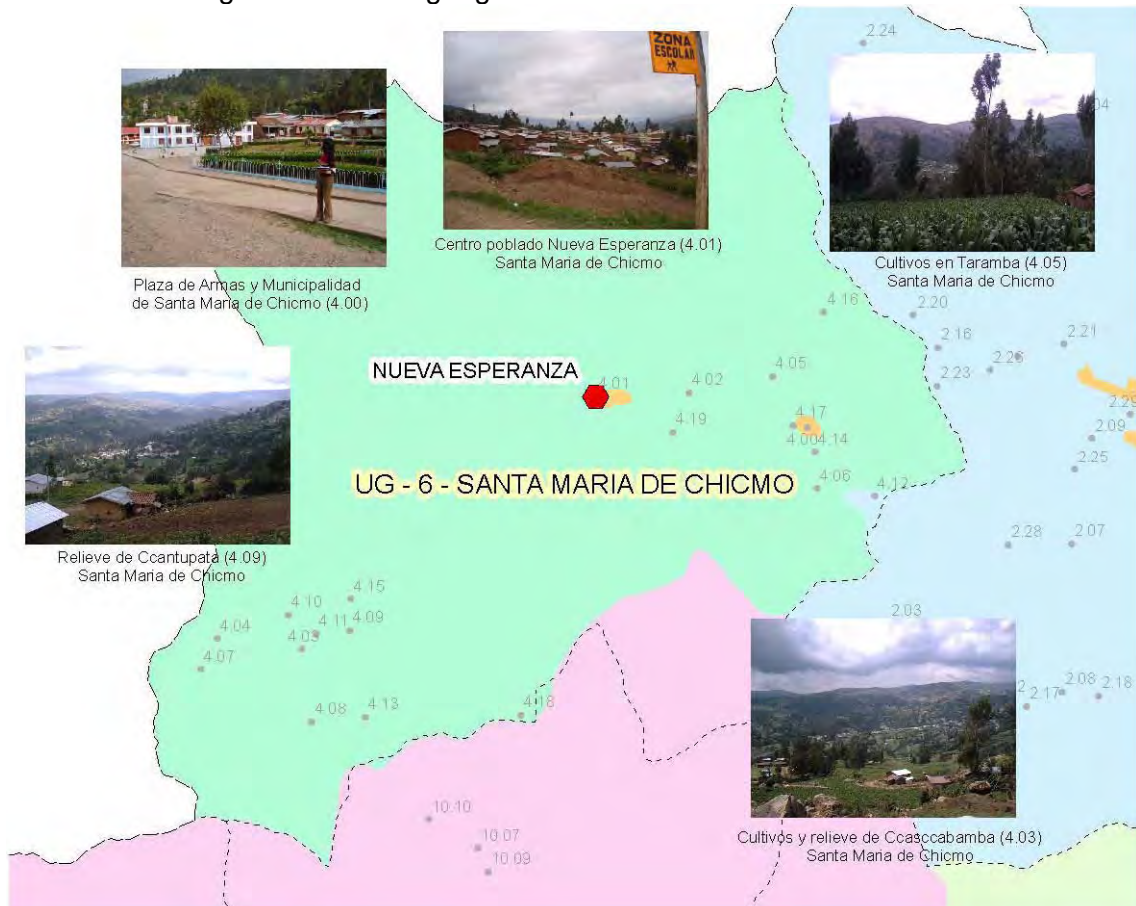 2.24
ZONA
ESCOLAR
Plaza de Armas y Municipalidad
de Santa Maria de Chicmo (4.00)
Centro poblado Nueva Esperanza (4.01)
Santa Maria de Chicmo
Cultivos en Taramba (4.05)
Santa Maria de Chicmo
4.16
2.20
2.16
2.21
2.26
2.23
NUEVA ESPERANZA
4.01
4.02
4.05
4.19
4.17
4.00
4.14
2.29
2.09
2.25
UG - 6 - SANTA MARIA DE CHICMO
4.06
4.12
Relieve de Ccantupata (4.09)
Santa Maria de Chicmo
2.28
2.07
4.15
4.10
4.11
4.09
4.04
4.03
4.07
2.03
4.08
4.13
4.18
2.17
2.08
2.18
10.10
10.07
10.09
Cultivos y relieve de Ccasccabamba (4.03)
Santa Maria de Chicmo